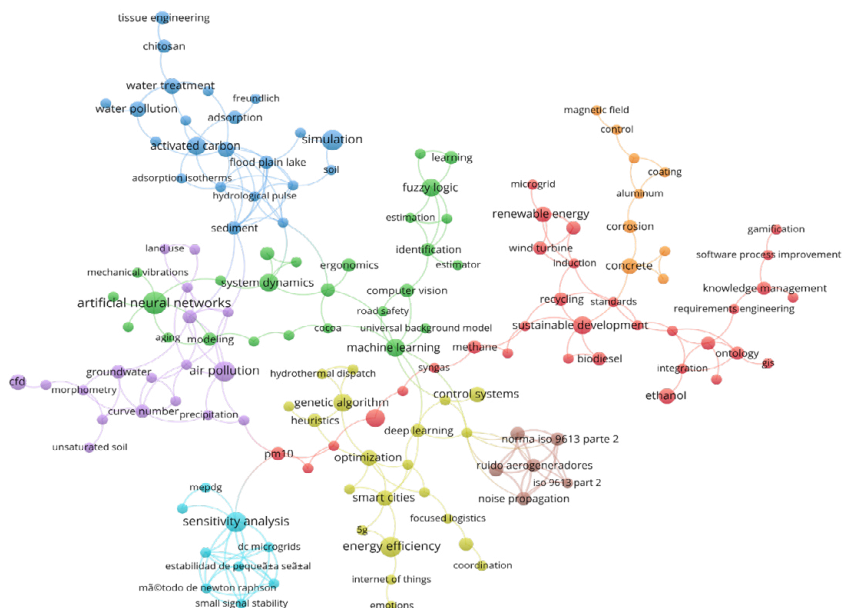 tissue engineering
chitosan
water treatment
water pollution
freundlich
adsorption
simulation
activated carbon
flood plain lake
soil
adsorption isotherms
hydrological pulse
sediment
learning
fuzzy logic
estimation
identification
estimator
magnetic field
control
coating
aluminum
microgrid
renewable energy
corrosion
wind turbine
induction
concrete
gamification
software process improvement
knowledge management
requirements engineering
land use
mechanical vibrations
system dynamics
ergonomics
computer vision
artificial neural networks
road safety
universal background model
aging
modeling
cocoa
machine learning
recycling
standards
sustainable development
methane
biodiesel
ontology
integration
gis
ethanol
syngas
groundwater
air pollution
cfd
morphometry
curve number
precipitation
unsaturated soil
hydrothermal dispatch
genetic algorithm
heuristics
control systems
deep learning
pm10
optimization
norma iso 9613 parte 2
ruido aerogeneradores
iso 9613 part 2
noise propagation
smart cities
focused logistics
5g
energy efficiency
coordination
internet of things
emotions
mepdg
sensitivity analysis
dc microgrids
estabilidad de pequeã±a seã±al
mã©todo de newton raphson
small signal stability